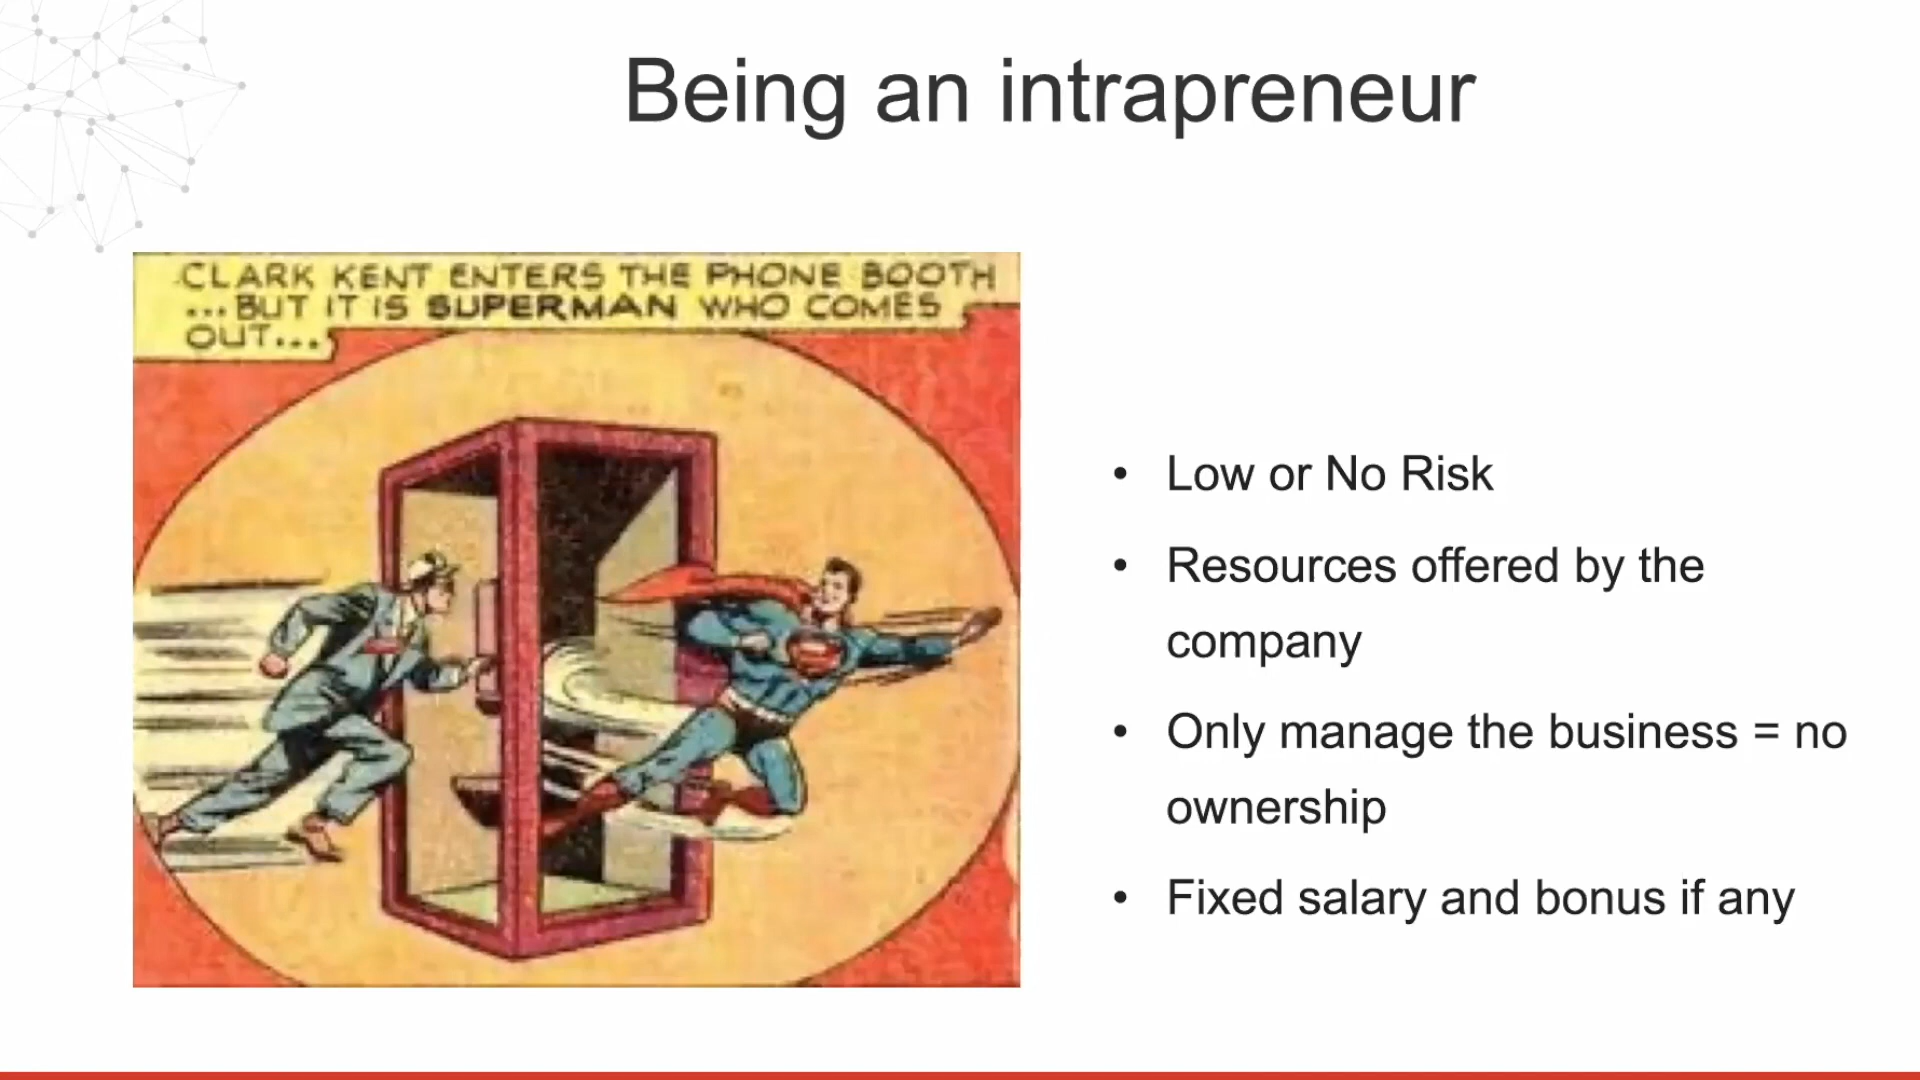 Being an intrapreneur
CLARK KENT ENTERS THE PHONE BOOTH
...BUT IT IS SUPERMAN WHO COMES
OUT...
• Low or No Risk
• Resources offered by the
company
• Only manage the business = no
ownership
• Fixed salary and bonus if any